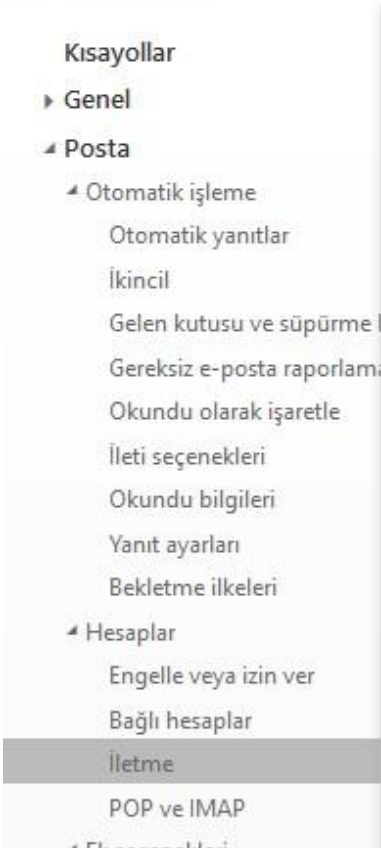 Kısayollar
Genel
Posta
Otomatik işleme
Otomatik yanıtlar
İkincil
Gelen kutusu ve süpürme
Gereksiz e-posta raporlama
Okundu olarak işaretle
İleti seçenekleri
Okundu bilgileri
Yanıt ayarları
Bekletme ilkeleri
Hesaplar
Engelle veya izin ver
Bağlı hesaplar
İletme
POP ve IMAP